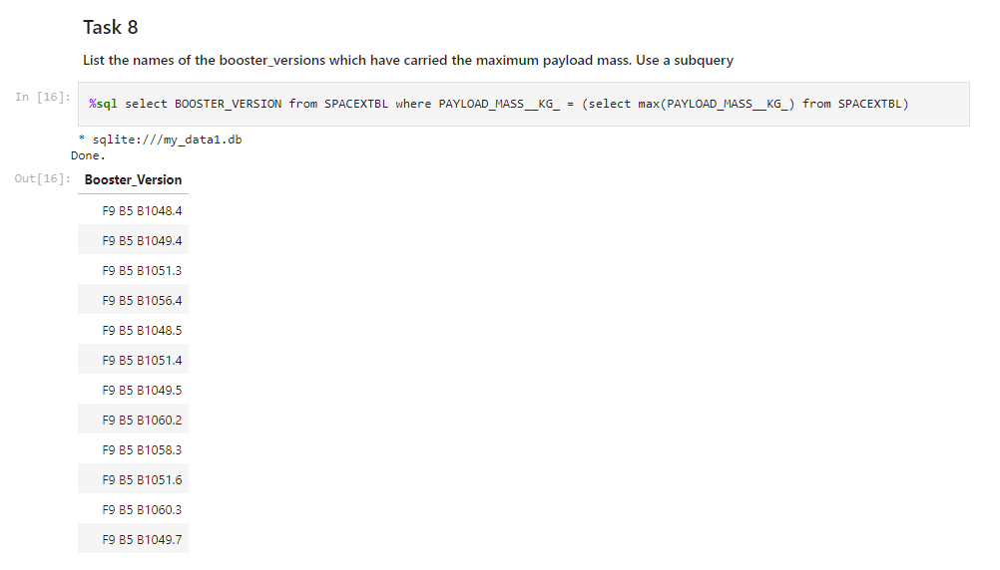 Task 8
List the names of the booster_versions which have carried the maximum payload mass. Use a subquery
In [16]: %sql select BOOSTER_VERSION from SPACEXTBL where PAYLOAD_MASS__KG_ = (select max(PAYLOAD_MASS__KG_) from SPACEXTBL)
* sqlite:///my_data1.db
Done.
Out[16]: Booster_Version
F9 B5 B1048.4
F9 B5 B1049.4
F9 B5 B1051.3
F9 B5 B1056.4
F9 B5 B1048.5
F9 B5 B1051.4
F9 B5 B1049.5
F9 B5 B1060.2
F9 B5 B1058.3
F9 B5 B1051.6
F9 B5 B1060.3
F9 B5 B1049.7